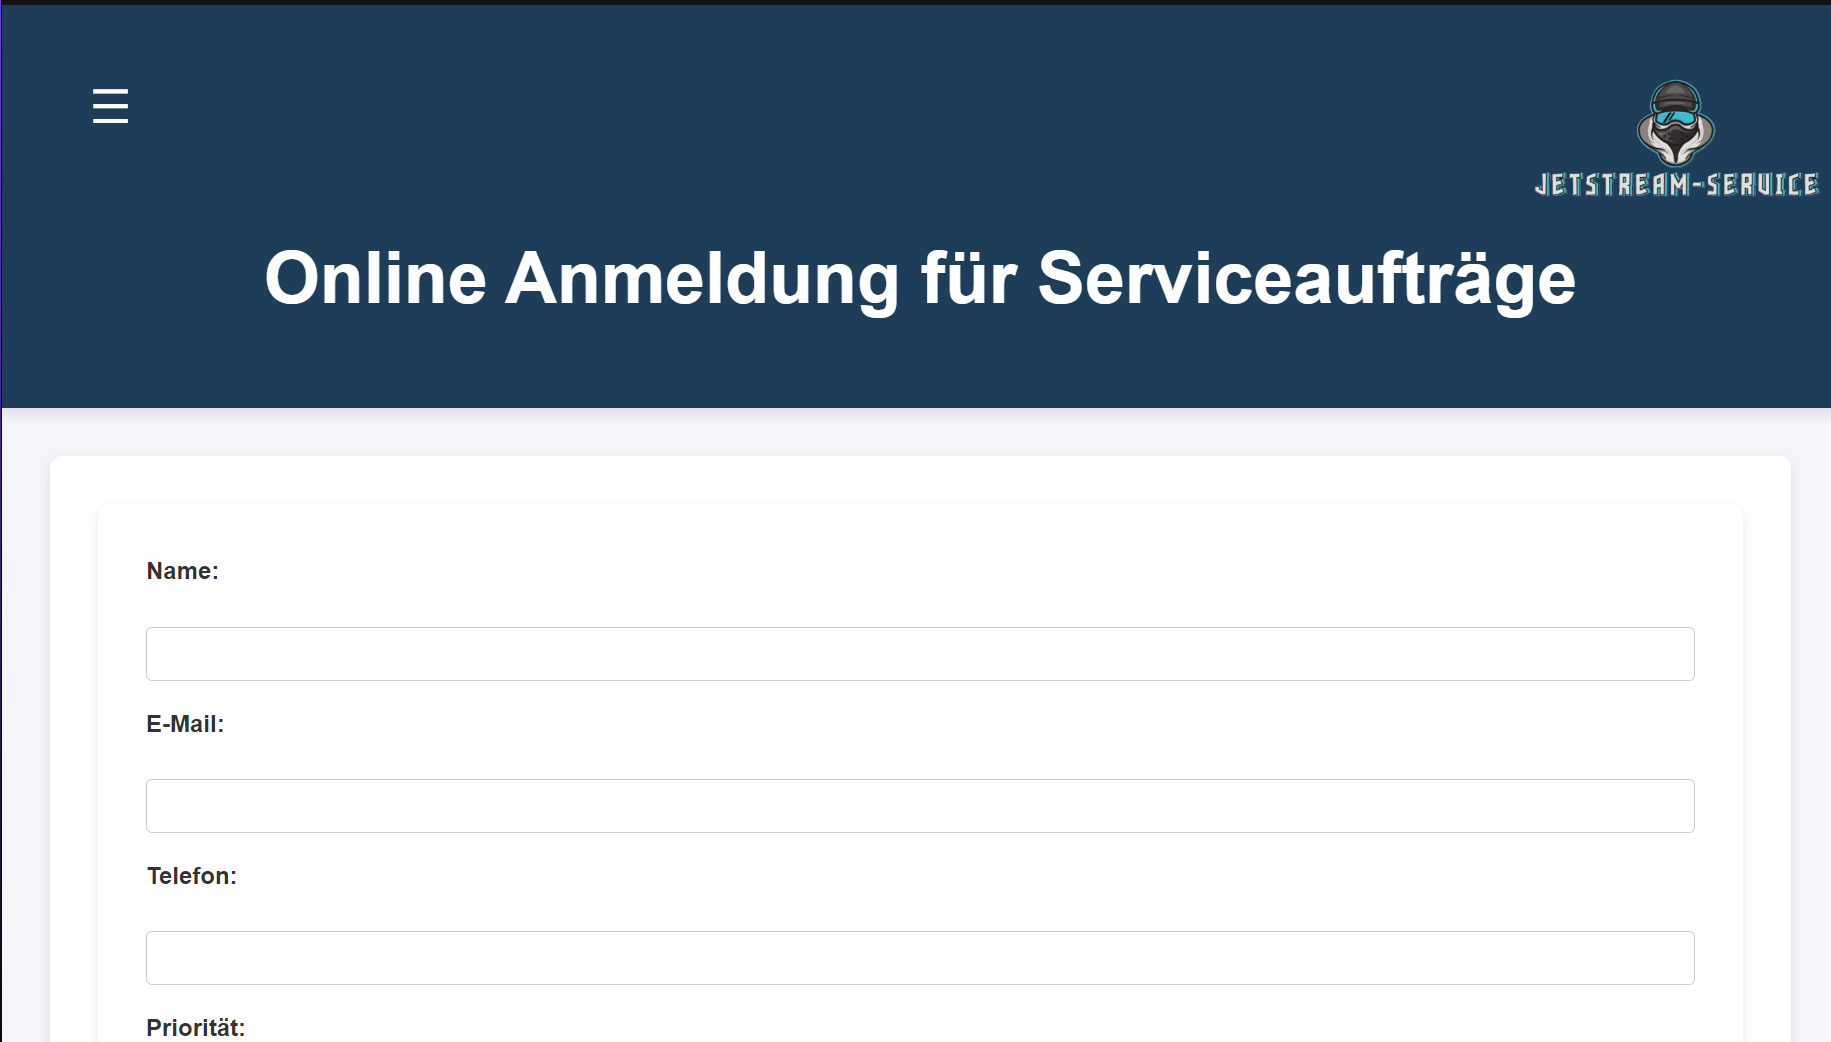 JETSTREAM-SERVICE
Online Anmeldung für Serviceaufträge
Name:
E-Mail:
Telefon:
Priorität: